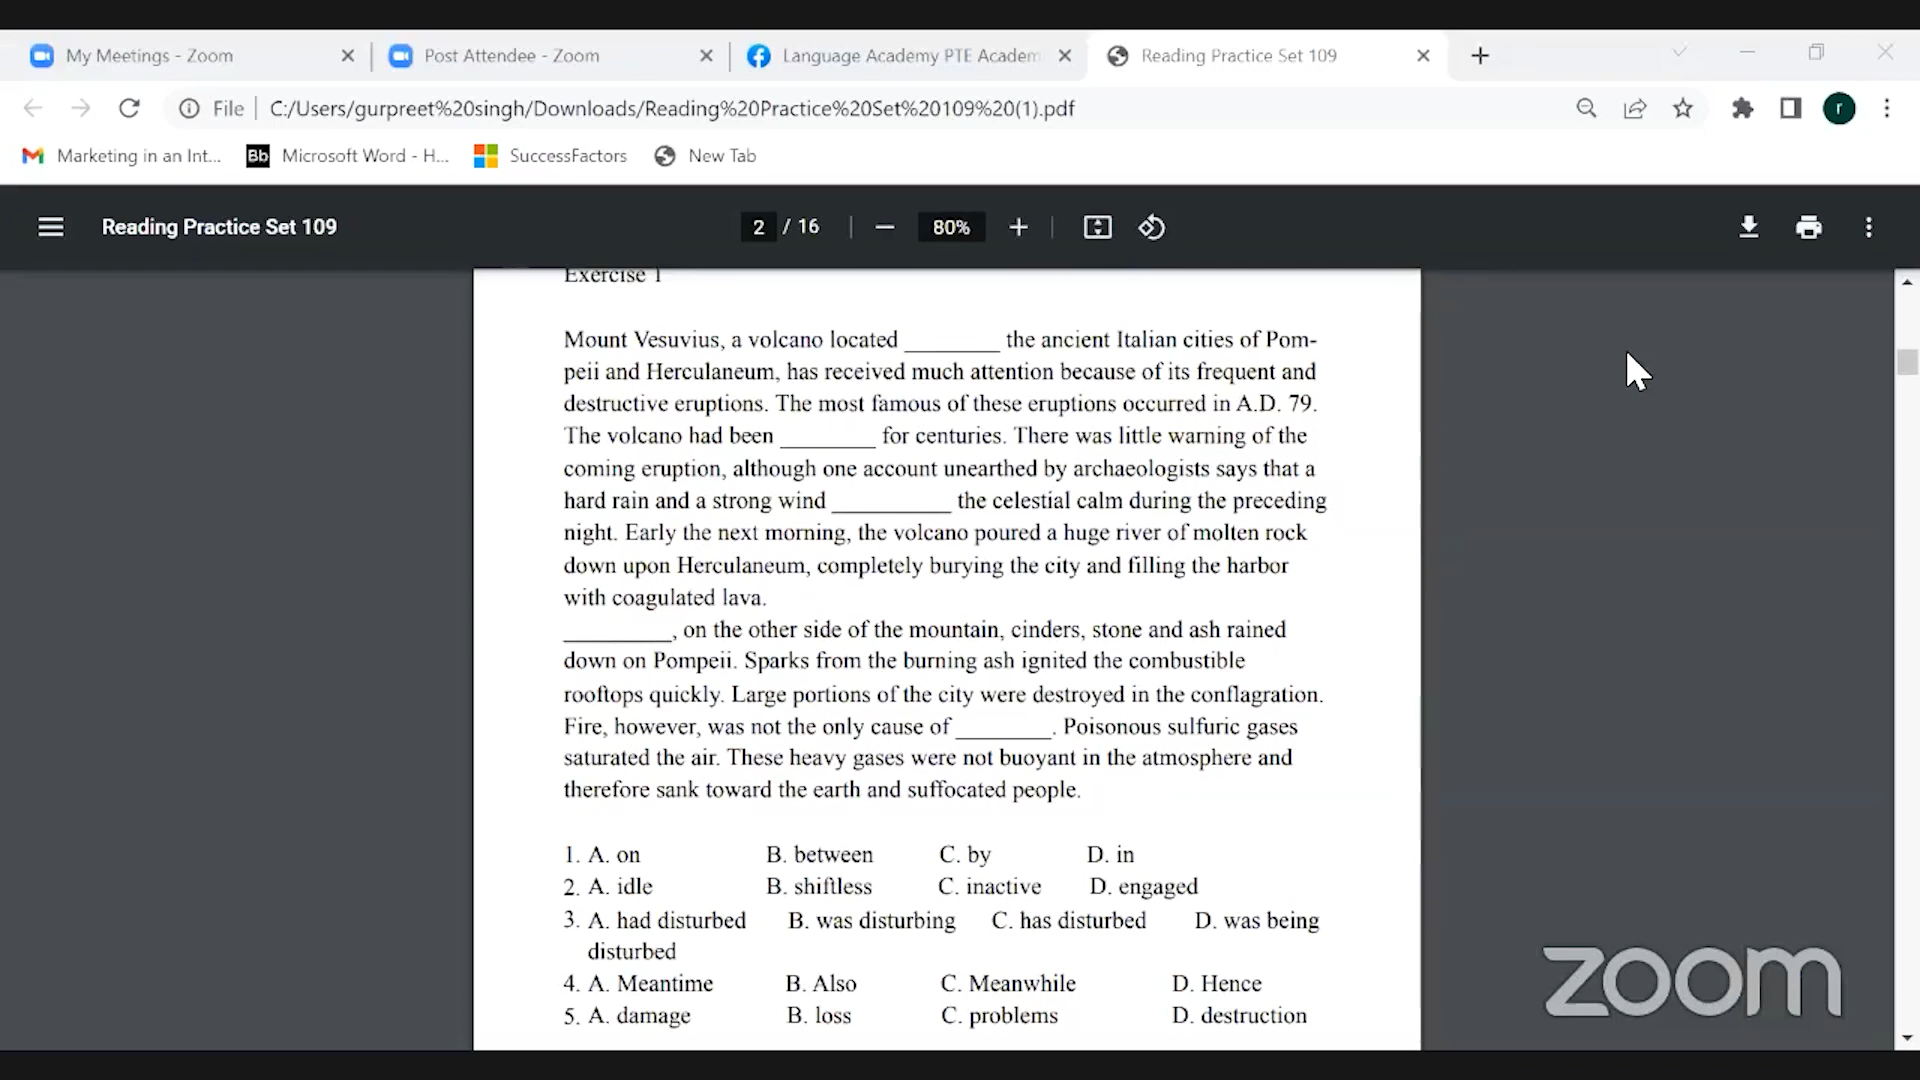 My Meetings - Zoom
Post Attendee - Zoom
Language Academy PTE Academ
Reading Practice Set 109
File
C:/Users/gurpreet%20singh/Downloads/Reading%20Practice%20Set%20109%20(1).pdf
r
Marketing in an Int...
Bb Microsoft Word - H...
SuccessFactors
New Tab
Reading Practice Set 109
2 / 16
80%
Exercise 1
Mount Vesuvius, a volcano located ________ the ancient Italian cities of Pom-
peii and Herculaneum, has received much attention because of its frequent and
destructive eruptions. The most famous of these eruptions occurred in A.D. 79.
The volcano had been ________ for centuries. There was little warning of the
coming eruption, although one account unearthed by archaeologists says that a
hard rain and a strong wind __________ the celestial calm during the preceding
night. Early the next morning, the volcano poured a huge river of molten rock
down upon Herculaneum, completely burying the city and filling the harbor
with coagulated lava.
_________, on the other side of the mountain, cinders, stone and ash rained
down on Pompeii. Sparks from the burning ash ignited the combustible
rooftops quickly. Large portions of the city were destroyed in the conflagration.
Fire, however, was not the only cause of ________. Poisonous sulfuric gases
saturated the air. These heavy gases were not buoyant in the atmosphere and
therefore sank toward the earth and suffocated people.
1. A. on B. between C. by D. in
2. A. idle B. shiftless C. inactive D. engaged
3. A. had disturbed B. was disturbing C. has disturbed D. was being
disturbed
4. A. Meantime B. Also C. Meanwhile D. Hence
5. A. damage B. loss C. problems D. destruction
zoom